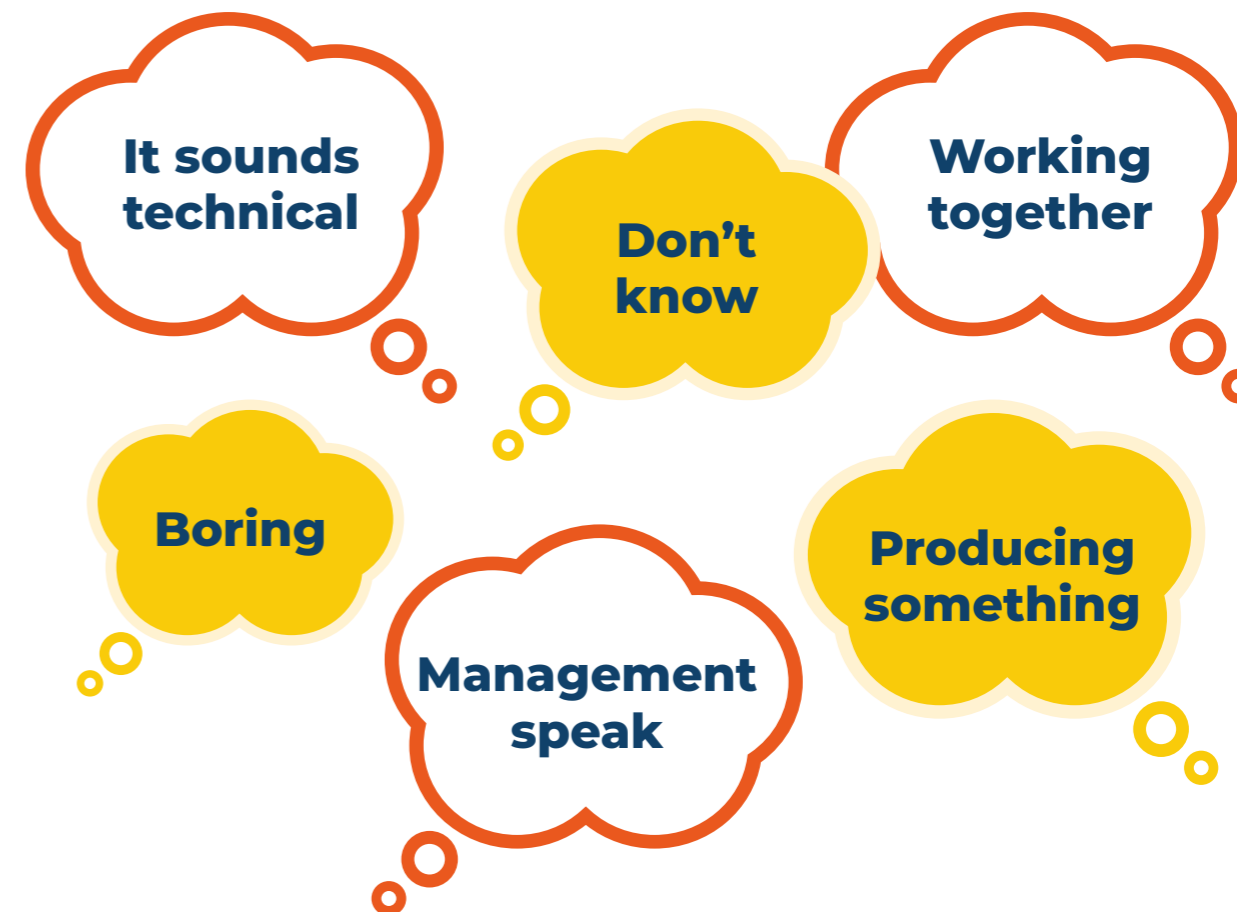 It sounds
technical
Don’t
know
Working
together
Boring
Management
speak
Producing
something